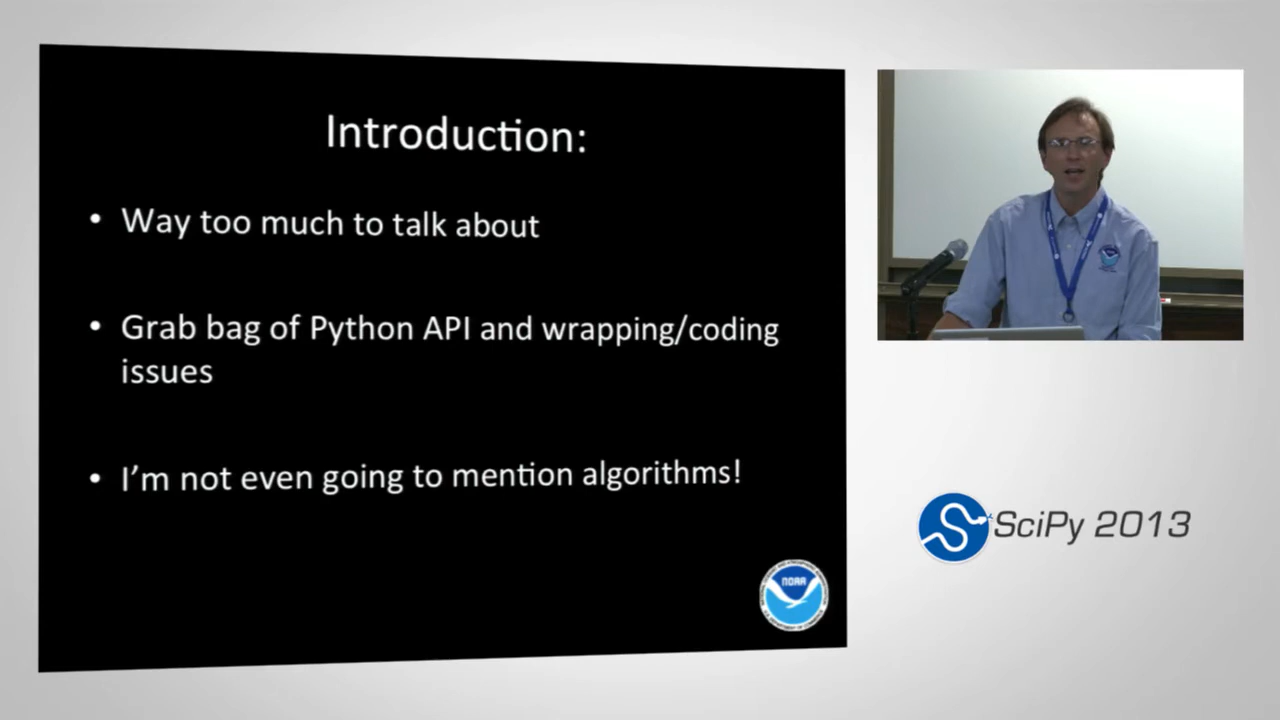 Introduction:
• Way too much to talk about
• Grab bag of Python API and wrapping/coding
issues
• I'm not even going to mention algorithms!
NOAA
SciPy 2013